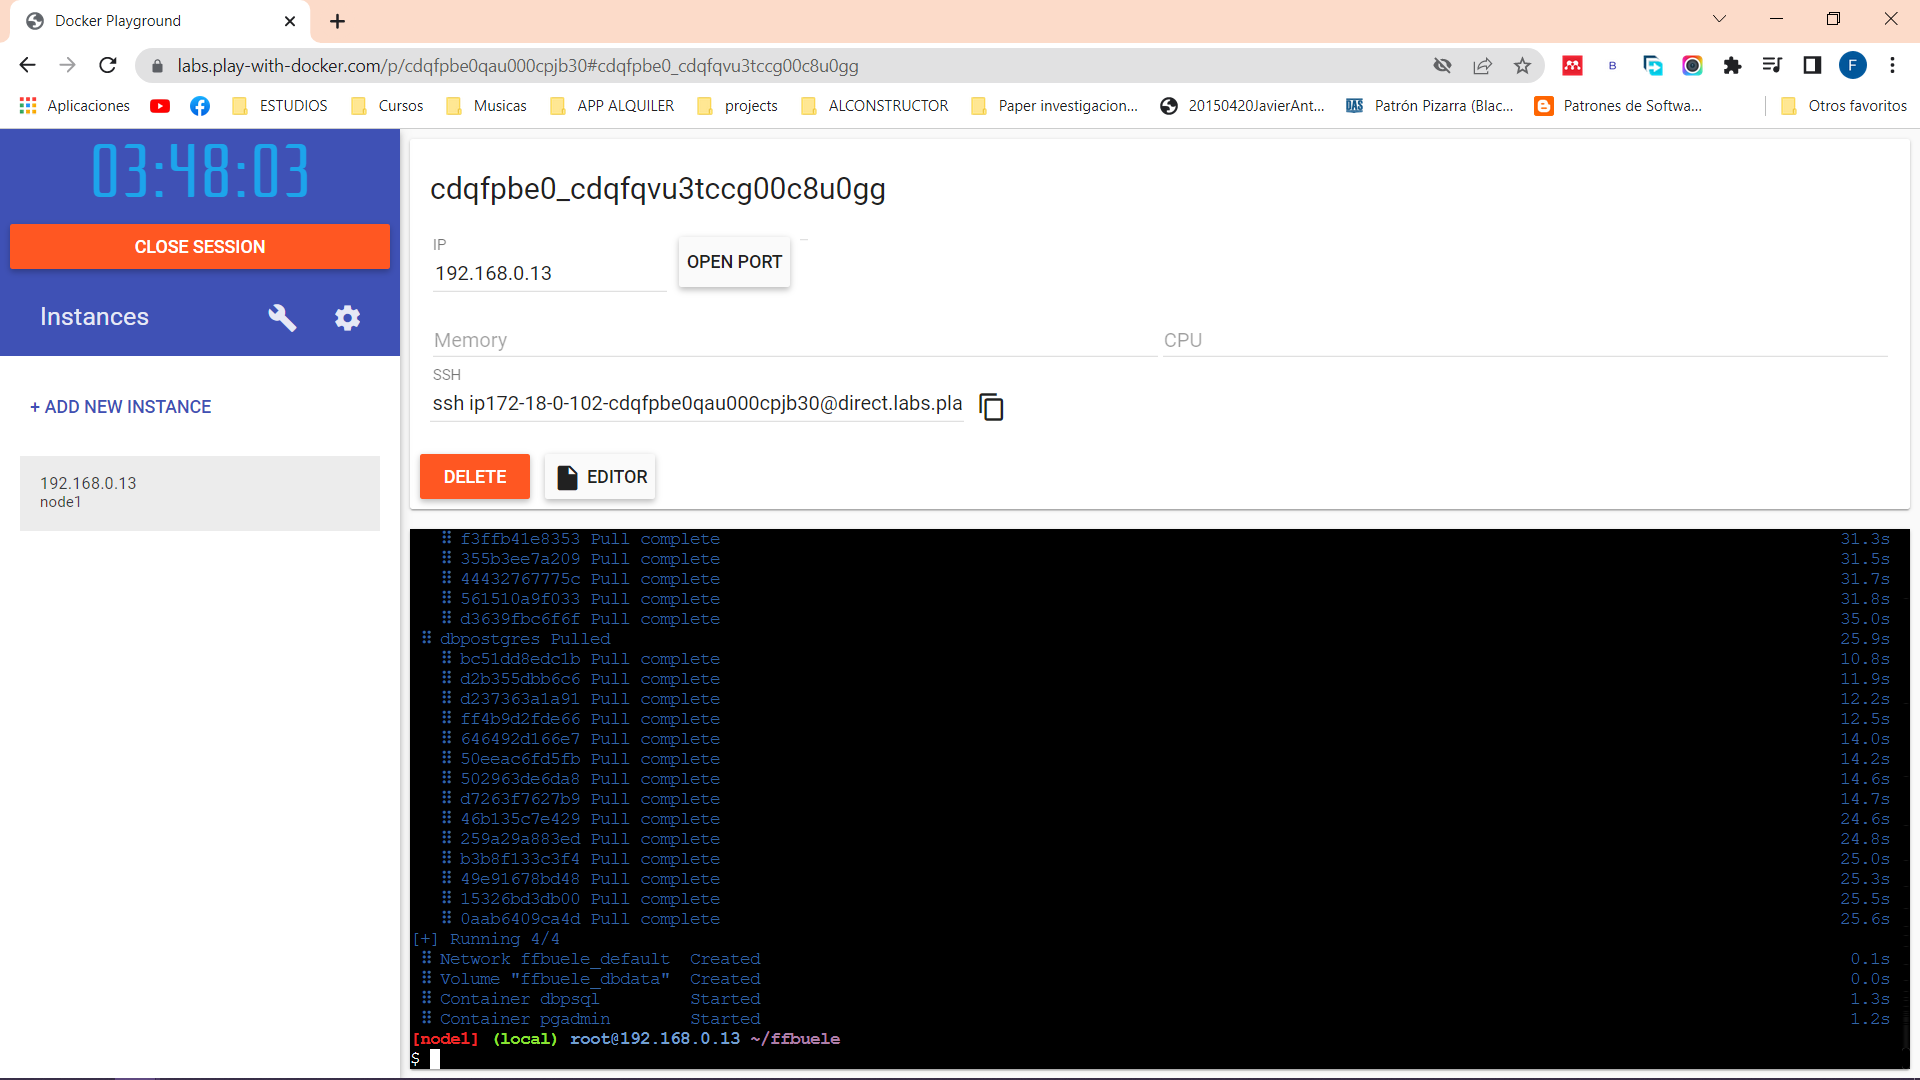 Docker Playground
labs.play-with-docker.com/p/cdqfpbe0qau000cpjb30#cdqfpbe0_cdqfqvu3tccg00c8u0gg
B
F
Aplicaciones
ESTUDIOS
Cursos
Musicas
APP ALQUILER
projects
ALCONSTRUCTOR
Paper investigacion...
20150420JavierAnt...
DAS
Patrón Pizarra (Blac...
Patrones de Softwa...
Otros favoritos
03:48:03
CLOSE SESSION
Instances
+ ADD NEW INSTANCE
192.168.0.13
node1
cdqfpbe0_cdqfqvu3tccg00c8u0gg
IP
192.168.0.13
OPEN PORT
Memory
CPU
SSH
ssh ip172-18-0-102-cdqfpbe0qau000cpjb30@direct.labs.pla
DELETE
EDITOR
f3ffb41e8353 Pull complete 31.3s
355b3ee7a209 Pull complete 31.5s
44432767775c Pull complete 31.7s
561510a9f033 Pull complete 31.8s
d3639fbc6f6f Pull complete 35.0s
dbpostgres Pulled 25.9s
bc51dd8edc1b Pull complete 10.8s
d2b355dbb6c6 Pull complete 11.9s
d237363a1a91 Pull complete 12.2s
ff4b9d2fde66 Pull complete 12.5s
646492d166e7 Pull complete 14.0s
50eeac6fd5fb Pull complete 14.2s
502963de6da8 Pull complete 14.6s
d7263f7627b9 Pull complete 14.7s
46b135c7e429 Pull complete 24.6s
259a29a883ed Pull complete 24.8s
b3b8f133c3f4 Pull complete 25.0s
49e91678bd48 Pull complete 25.3s
15326bd3db00 Pull complete 25.5s
0aab6409ca4d Pull complete 25.6s
[+] Running 4/4
Network ffbuele_default Created 0.1s
Volume "ffbuele_dbdata" Created 0.0s
Container dbpsql Started 1.3s
Container pgadmin Started 1.2s
[node1] (local) root@192.168.0.13 ~/ffbuele
$